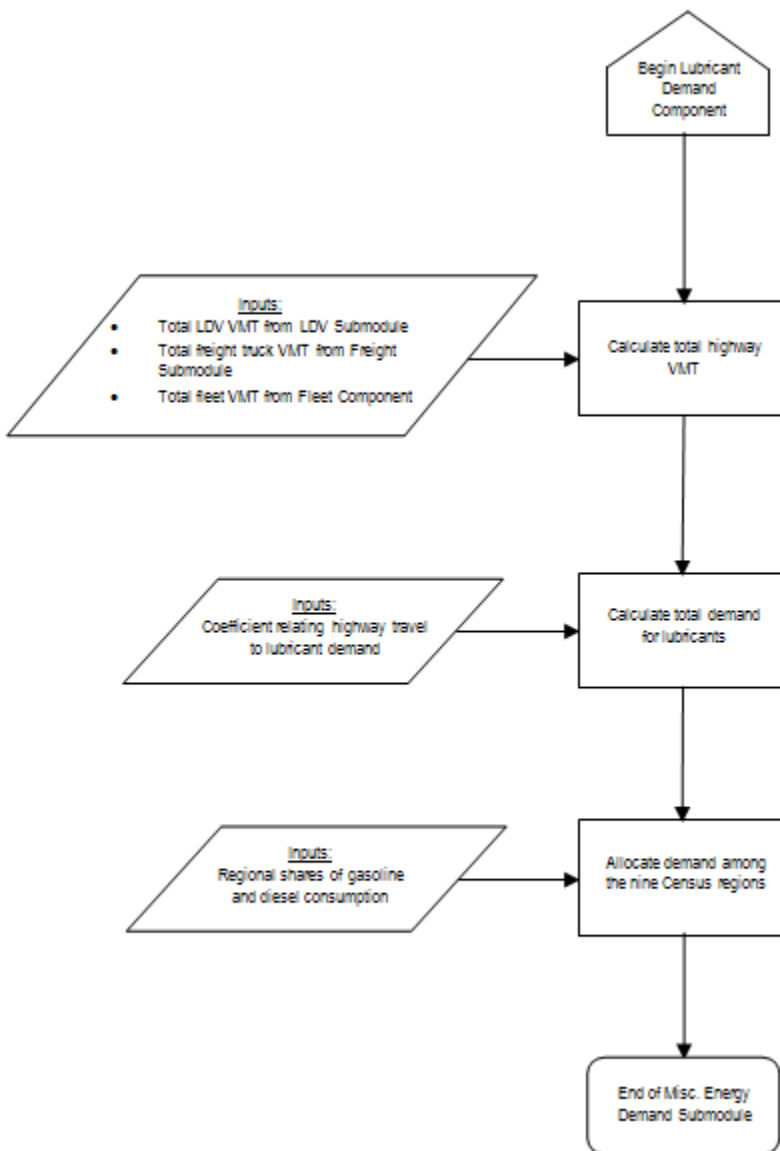 Begin Lubricant
Demand
Component
Inputs:
• Total LDV VMT from LDV Submodule
• Total freight truck VMT from Freight
Submodule
• Total fleet VMT from Fleet Component
Calculate total highway
VMT
Inputs:
Coefficient relating highway travel
to lubricant demand
Calculate total demand
for lubricants
Inputs:
Regional shares of gasoline
and diesel consumption
Allocate demand among
the nine Census regions
End of Misc. Energy
Demand Submodule